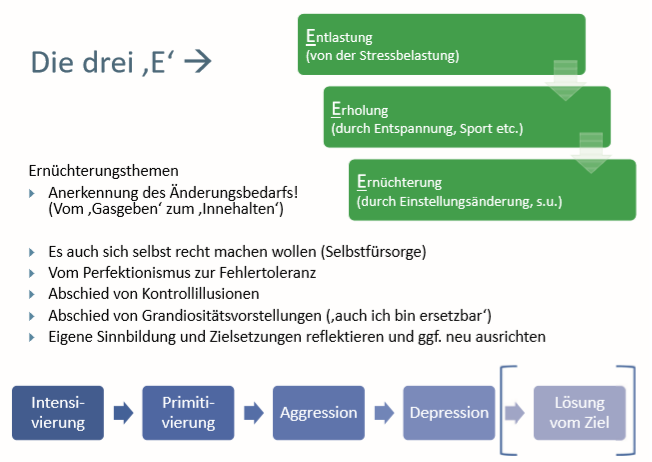 Die drei ‚E‘ →
Entlastung
(von der Stressbelastung)
Erholung
(durch Entspannung, Sport etc.)
Ernüchterung
(durch Einstellungsänderung, s.u.)
Ernüchterungsthemen
Anerkennung des Änderungsbedarfs!
(Vom ‚Gasgeben‘ zum ‚Innehalten‘)
Es auch sich selbst recht machen wollen (Selbstfürsorge)
Vom Perfektionismus zur Fehlertoleranz
Abschied von Kontrollillusionen
Abschied von Grandiositätsvorstellungen (‚auch ich bin ersetzbar‘)
Eigene Sinnbildung und Zielsetzungen reflektieren und ggf. neu ausrichten
Intensi-
vierung
Primiti-
vierung
Aggression
Depression
Lösung
vom Ziel